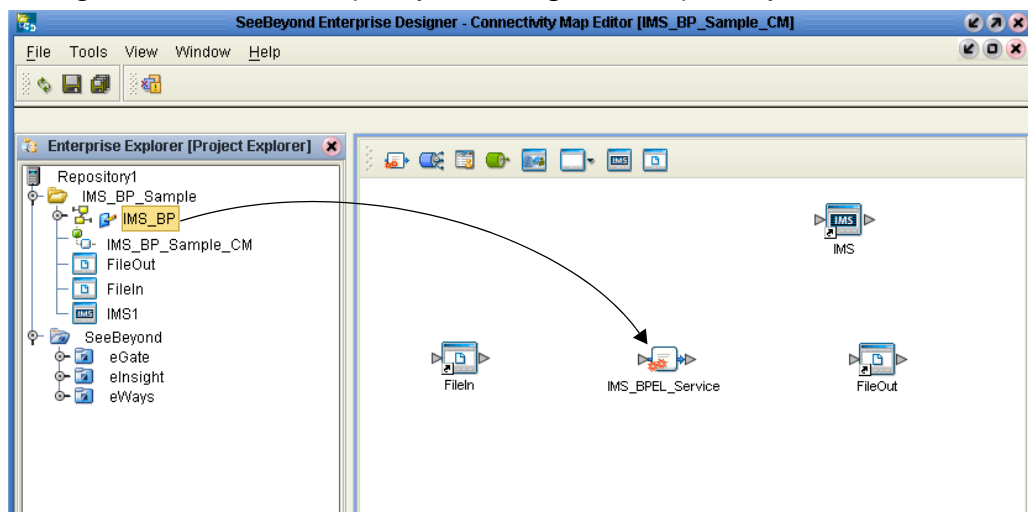 SeeBeyond Enterprise Designer - Connectivity Map Editor [IMS_BP_Sample_CM]
File Tools View Window Help
Enterprise Explorer [Project Explorer]
Repository1
IMS_BP_Sample
IMS_BP
IMS_BP_Sample_CM
FileOut
FileIn
IMS1
SeeBeyond
eGate
eInsight
eWays
IMS
IMS
IMS
FileIn
IMS_BPEL_Service
FileOut